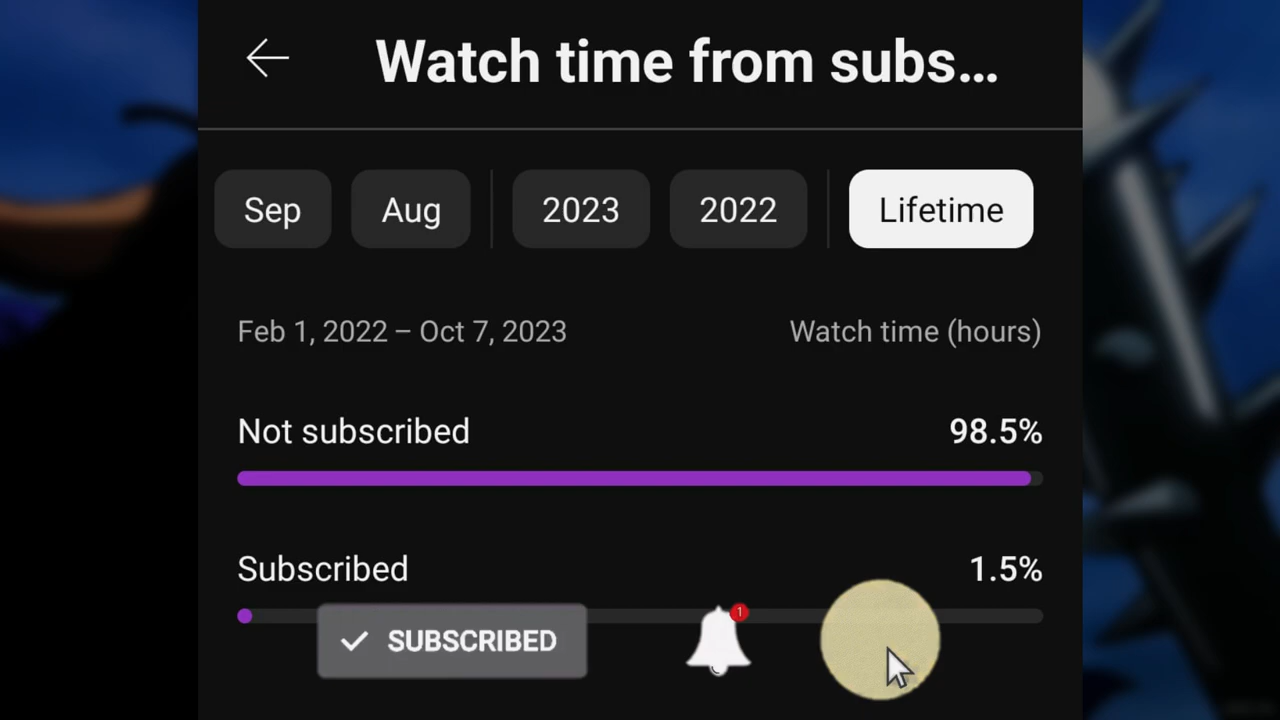 Watch time from subs...
Sep Aug 2023 2022 Lifetime
Feb 1, 2022 – Oct 7, 2023 Watch time (hours)
Not subscribed 98.5%
Subscribed 1.5%
1
SUBSCRIBED